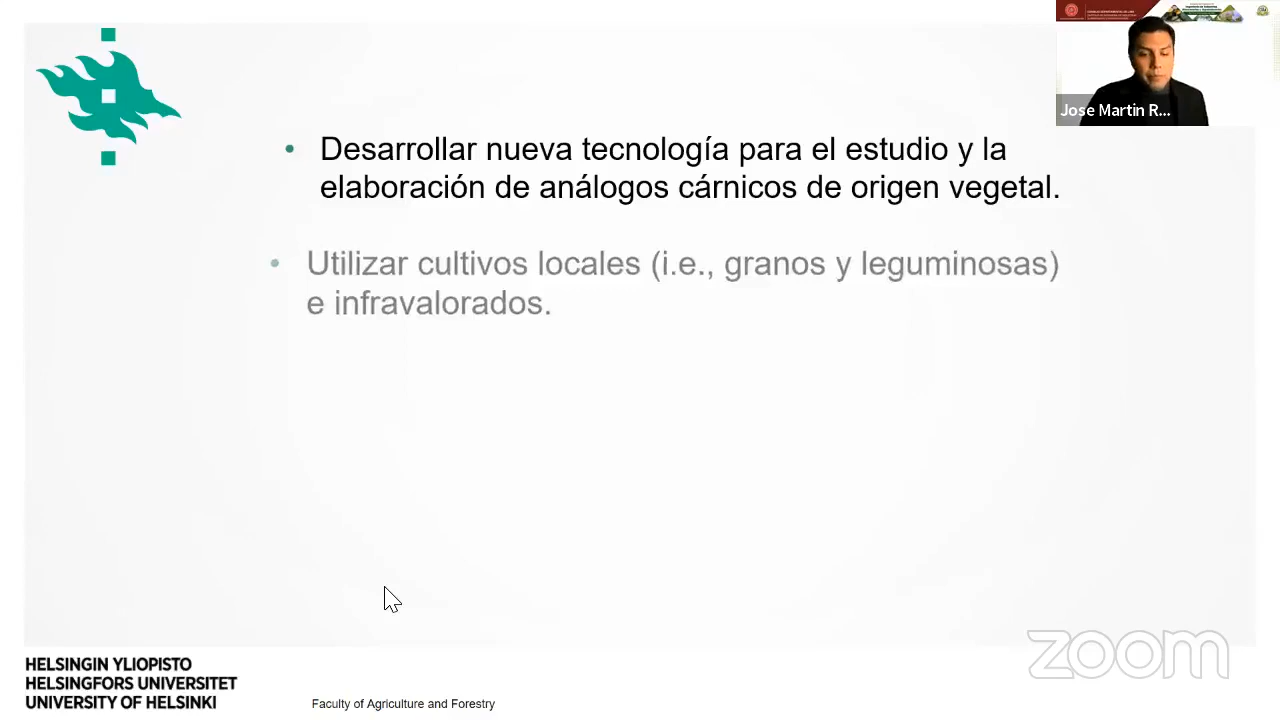 • Desarrollar nueva tecnología para el estudio y la
elaboración de análogos cárnicos de origen vegetal.
• Utilizar cultivos locales (i.e., granos y leguminosas)
e infravalorados.
Jose Martin R...
zoom
HELSINGIN YLIOPISTO
HELSINGFORS UNIVERSITET
UNIVERSITY OF HELSINKI
Faculty of Agriculture and Forestry